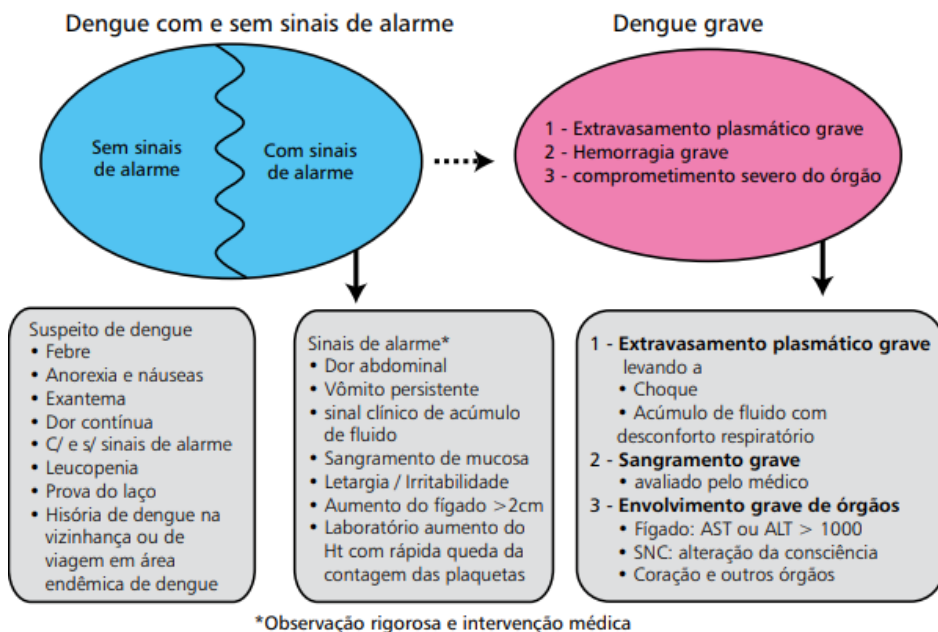 Dengue com e sem sinais de alarme
Dengue grave
Sem sinais
de alarme
Com sinais
de alarme
1 - Extravasamento plasmático grave
2 - Hemorragia grave
3 - comprometimento severo do órgão
Suspeito de dengue
• Febre
• Anorexia e náuseas
• Exantema
• Dor contínua
• C/ e s/ sinais de alarme
• Leucopenia
• Prova do laço
• Hisória de dengue na
vizinhança ou de
viagem em área
endêmica de dengue
Sinais de alarme*
• Dor abdominal
• Vômito persistente
• sinal clínico de acúmulo
de fluido
• Sangramento de mucosa
• Letargia / Irritabilidade
• Aumento do fígado >2cm
• Laboratório aumento do
Ht com rápida queda da
contagem das plaquetas
1 - Extravasamento plasmático grave
levando a
• Choque
• Acúmulo de fluido com
desconforto respiratório
2 - Sangramento grave
• avaliado pelo médico
3 - Envolvimento grave de órgãos
• Fígado: AST ou ALT > 1000
• SNC: alteração da consciência
• Coração e outros órgãos
*Observação rigorosa e intervenção médica